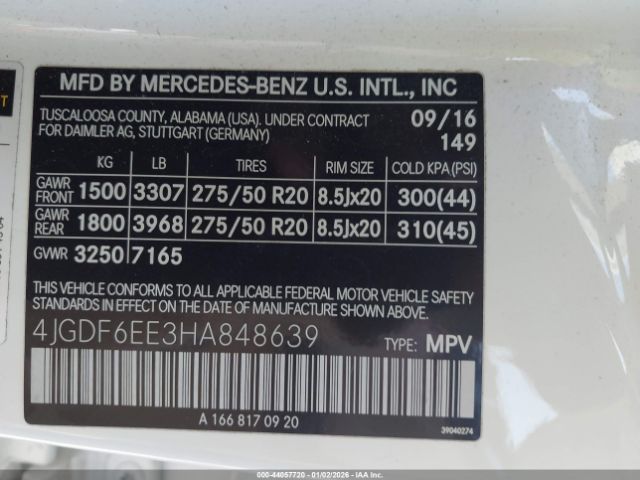 MFD BY MERCEDES-BENZ U.S. INTL., INC
TUSCALOOSA COUNTY, ALABAMA (USA). UNDER CONTRACT 09/16
FOR DAIMLER AG, STUTTGART (GERMANY) 149
KG LB TIRES RIM SIZE COLD KPA (PSI)
GAWR FRONT 1500 3307 275/50 R20 8.5Jx20 300(44)
GAWR REAR 1800 3968 275/50 R20 8.5Jx20 310(45)
GVWR 3250 7165
THIS VEHICLE CONFORMS TO ALL APPLICABLE FEDERAL MOTOR VEHICLE SAFETY
STANDARDS IN EFFECT ON THE DATE OF MANUFACTURE SHOWN ABOVE.
4JGDF6EE3HA848639 TYPE: MPV
A 166 817 09 20
39040274
000-44057720 - 01/02/2026 - IAAI.COM